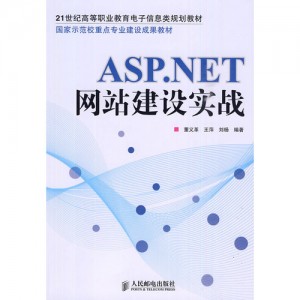 21世纪高等职业教育电子信息类规划教材
国家示范校重点专业建设成果教材
ASP.NET
网站建设实战
董义革 王萍 刘杨 编著
人民邮电出版社
POSTS & TELECOM PRESS